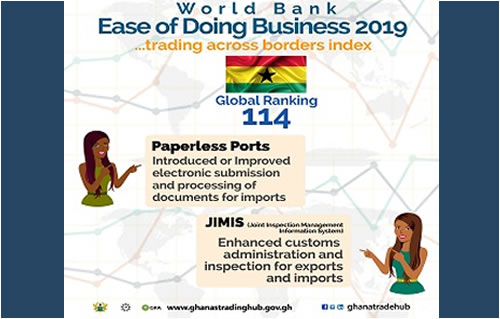 World Bank
Ease of Doing Business 2019
...trading across borders index
Global Ranking
114
Paperless Ports
Introduced or Improved
electronic submission
and processing of
documents for imports
JIMIS (Joint Inspection Management
Information System)
Enhanced customs
administration and
inspection for exports
and imports
GPA www.ghanastradinghub.gov.gh ghanatradehub